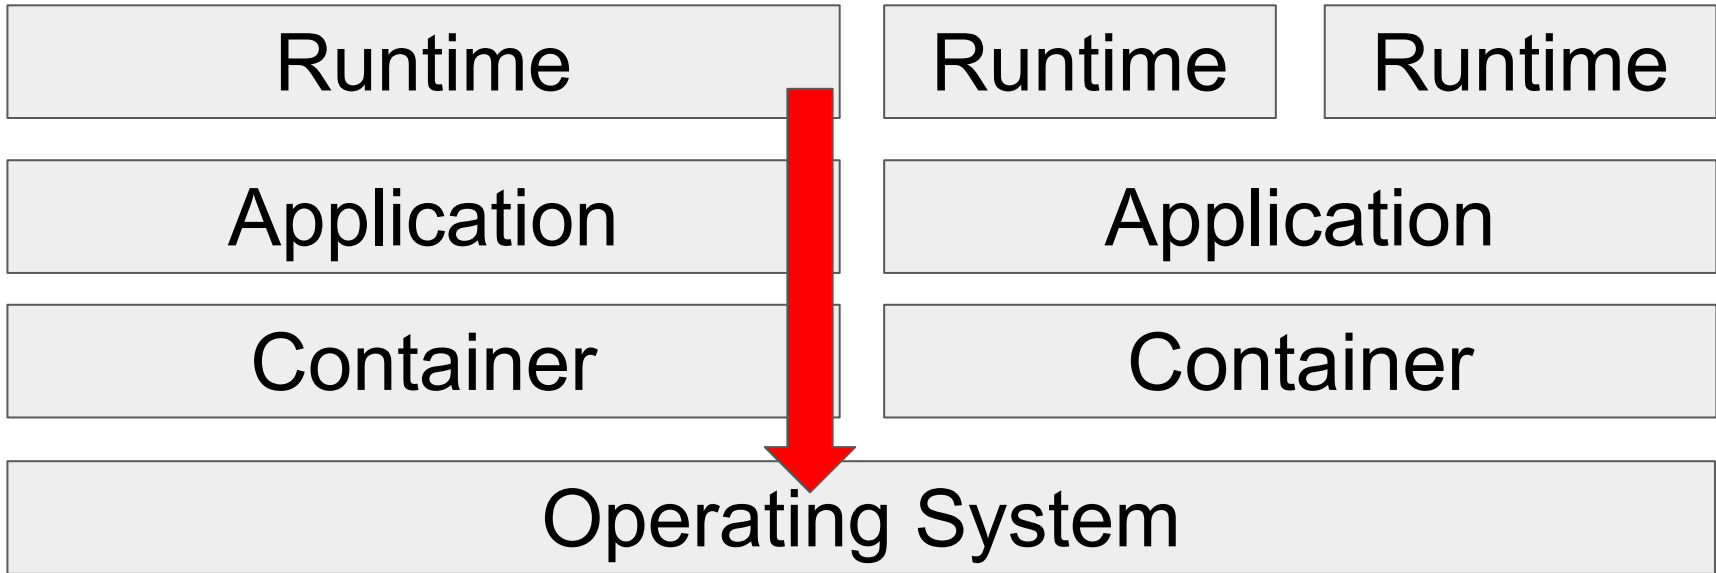 Runtime
Runtime
Runtime
Application
Application
Container
Container
Operating System